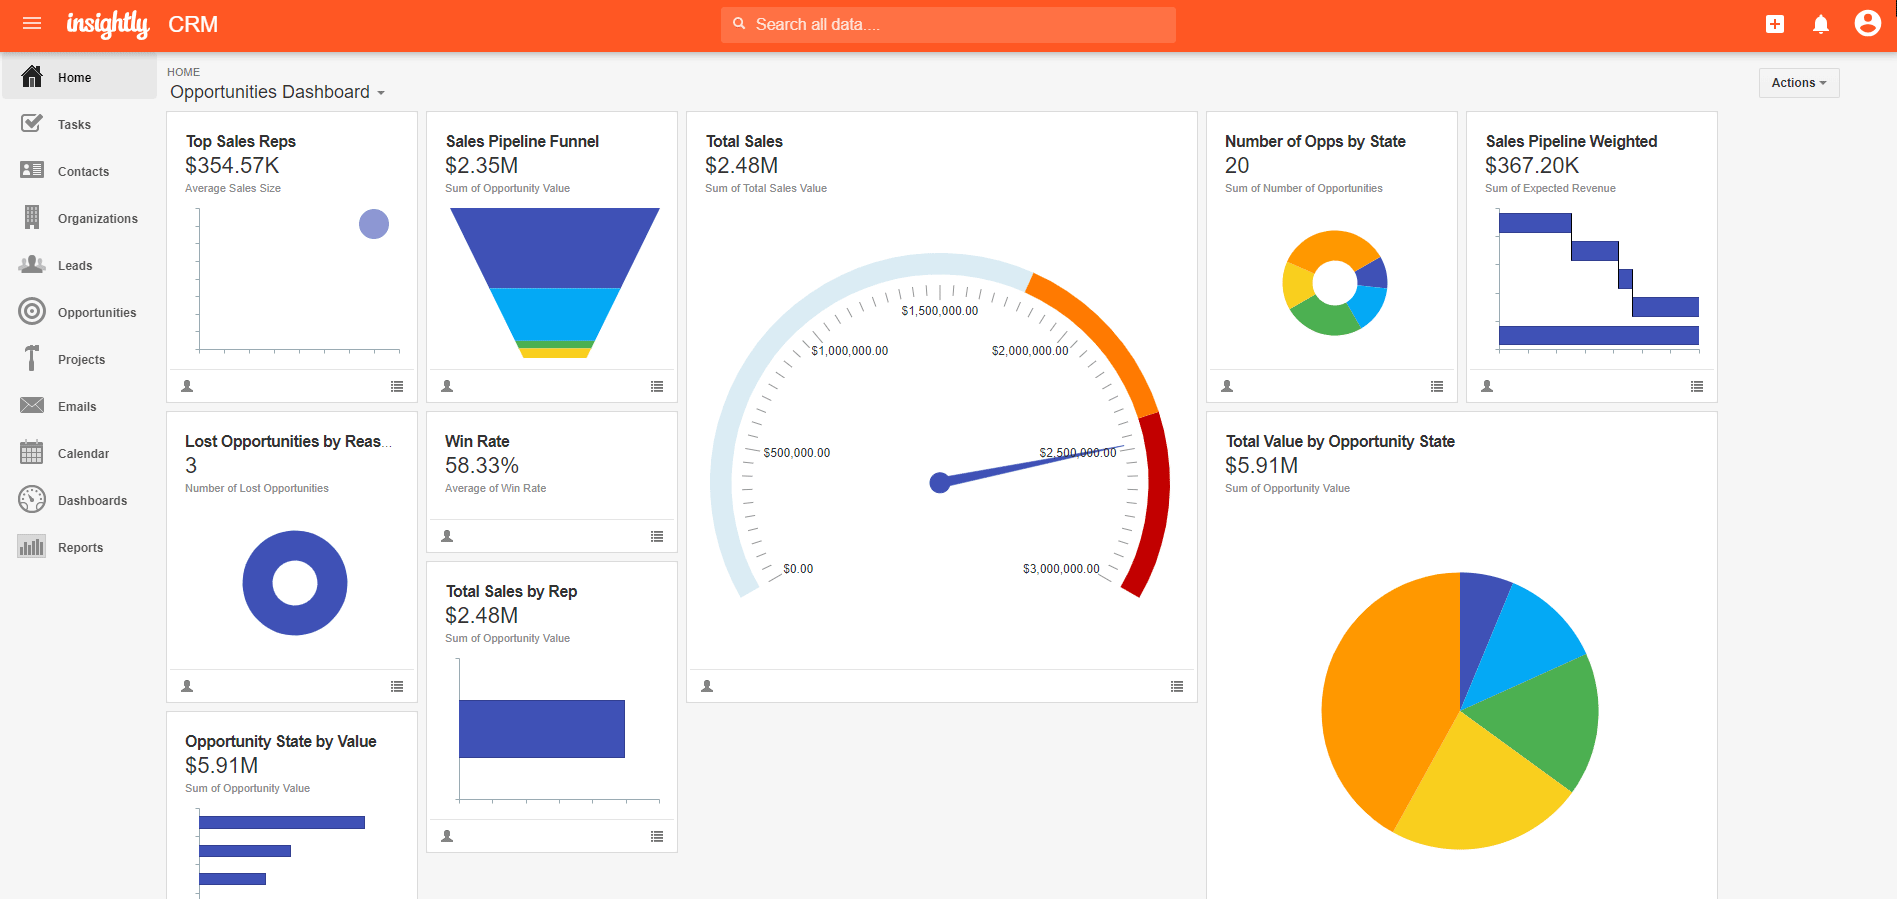 insightly CRM
Search all data....
Home
Tasks
Contacts
Organizations
Leads
Opportunities
Projects
Emails
Calendar
Dashboards
Reports
HOME
Opportunities Dashboard
Actions
Top Sales Reps
$354.57K
Average Sales Size
Sales Pipeline Funnel
$2.35M
Sum of Opportunity Value
Total Sales
$2.48M
Sum of Total Sales Value
$0.00
$500,000.00
$1,000,000.00
$1,500,000.00
$2,000,000.00
$2,500,000.00
$3,000,000.00
Number of Opps by State
20
Sum of Number of Opportunities
Sales Pipeline Weighted
$367.20K
Sum of Expected Revenue
Lost Opportunities by Reas...
3
Number of Lost Opportunities
Win Rate
58.33%
Average of Win Rate
Total Sales by Rep
$2.48M
Sum of Opportunity Value
Total Value by Opportunity State
$5.91M
Sum of Opportunity Value
Opportunity State by Value
$5.91M
Sum of Opportunity Value